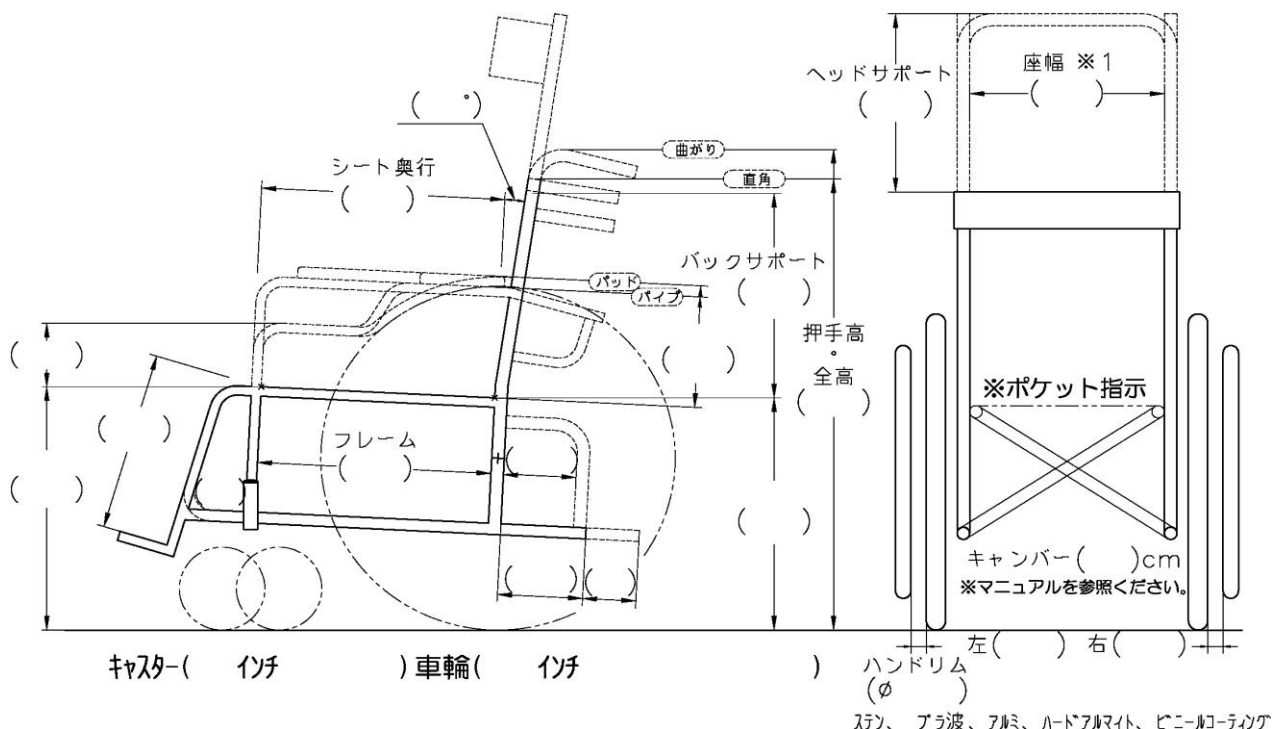 ヘッドサポート
(　　)
座幅 ※1
(　　)
(　　°)
曲がり
シート奥行
(　　)
直角
バックサポート
(　　)
パッド
パイプ
(　　)
(　　)
押手高
・
全高
(　　)
※ポケット指示
(　　)
フレーム
(　　)
(　　)
(　　)
(　　)
(　　)
キャンバー(　　)cm
※マニュアルを参照ください。
(　　)
(　　)
左(　　) 右(　　)
キャスター(　　インチ　　)車輪(　　インチ　　)
ハンドリム
(φ　　)
ステン、 プラ波、アルミ、ハードアルマイト、ビニールコーティング